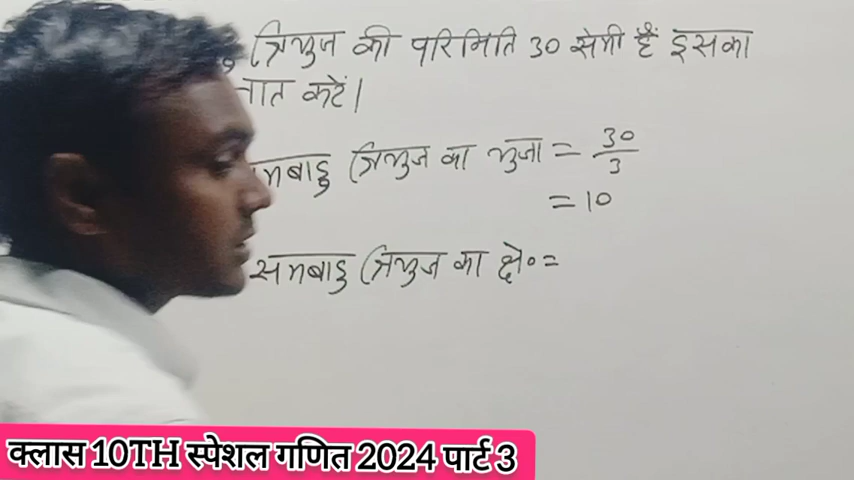 त्रिभुज की परिमिति 30 सेमी हैं इसका
ज्ञात करें।
समबाहु त्रिभुज का भुजा = 30/3
= 10
समबाहु त्रिभुज का क्षे० =
क्लास 10TH स्पेशल गणित 2024 पार्ट 3